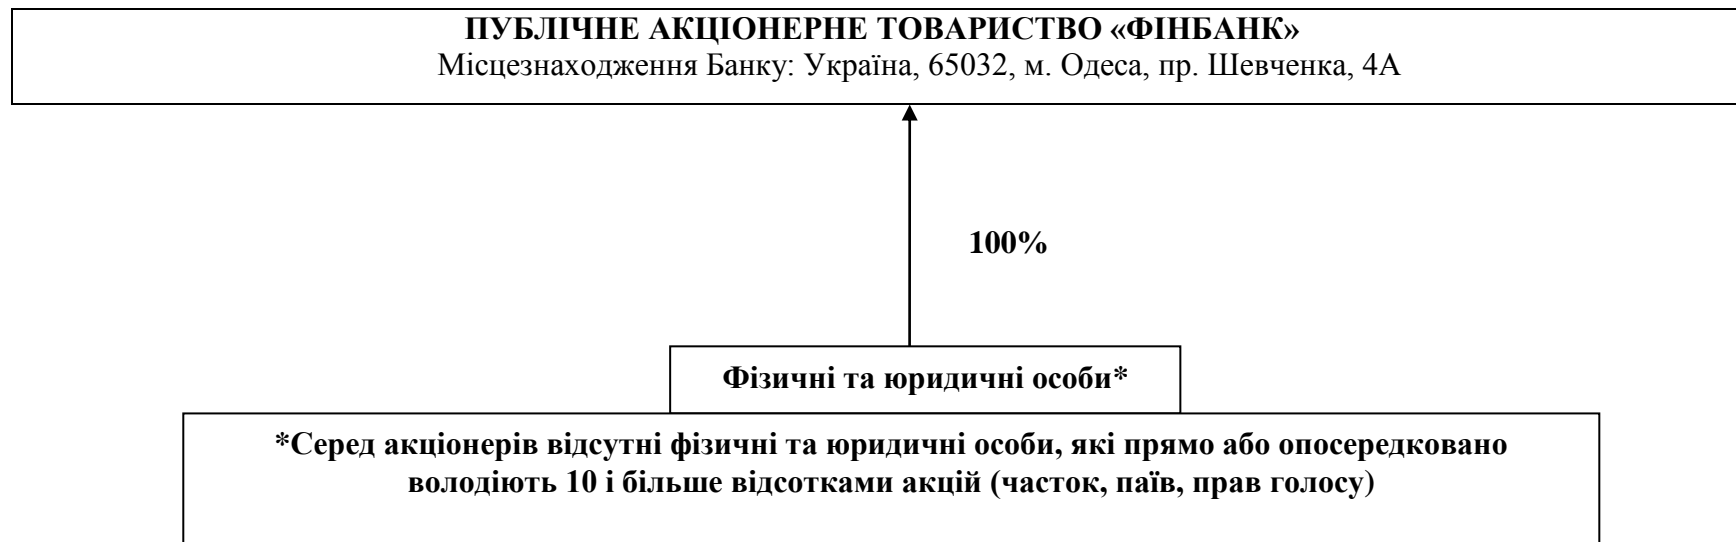 ПУБЛІЧНЕ АКЦІОНЕРНЕ ТОВАРИСТВО «ФІНБАНК»
Місцезнаходження Банку: Україна, 65032, м. Одеса, пр. Шевченка, 4А
100%
Фізичні та юридичні особи*
*Серед акціонерів відсутні фізичні та юридичні особи, які прямо або опосередковано
володіють 10 і більше відсотками акцій (часток, паїв, прав голосу)